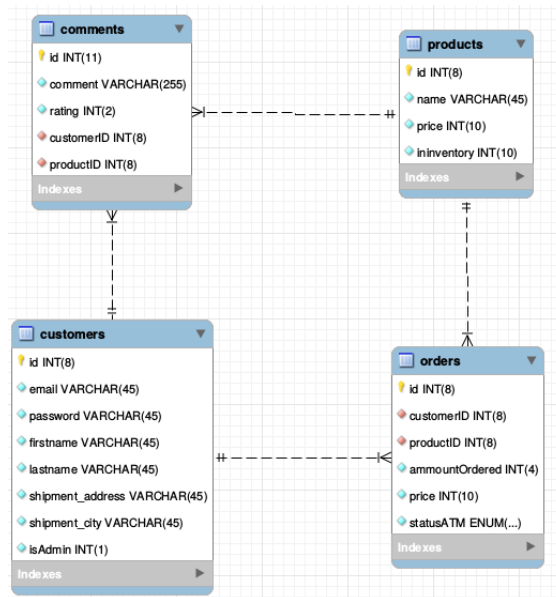 comments
id INT(11)
comment VARCHAR(255)
rating INT(2)
customerID INT(8)
productID INT(8)
Indexes
products
id INT(8)
name VARCHAR(45)
price INT(10)
ininventory INT(10)
Indexes
customers
id INT(8)
email VARCHAR(45)
password VARCHAR(45)
firstname VARCHAR(45)
lastname VARCHAR(45)
shipment_address VARCHAR(45)
shipment_city VARCHAR(45)
isAdmin INT(1)
Indexes
orders
id INT(8)
customerID INT(8)
productID INT(8)
ammountOrdered INT(4)
price INT(10)
statusATM ENUM(...)
Indexes